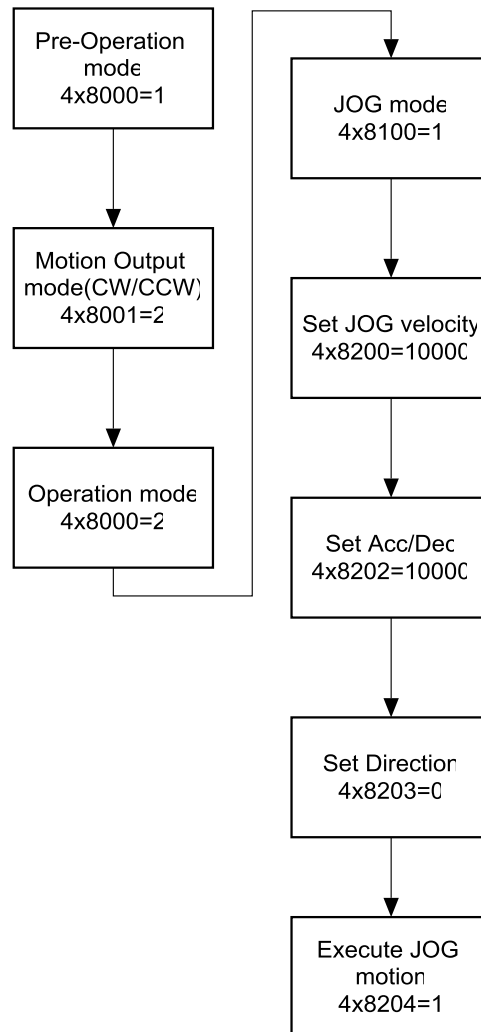 Pre-Operation
mode
4x8000=1
Motion Output
mode(CW/CCW)
4x8001=2
Operation mode
4x8000=2
JOG mode
4x8100=1
Set JOG velocity
4x8200=10000
Set Acc/Dec
4x8202=10000
Set Direction
4x8203=0
Execute JOG
motion
4x8204=1